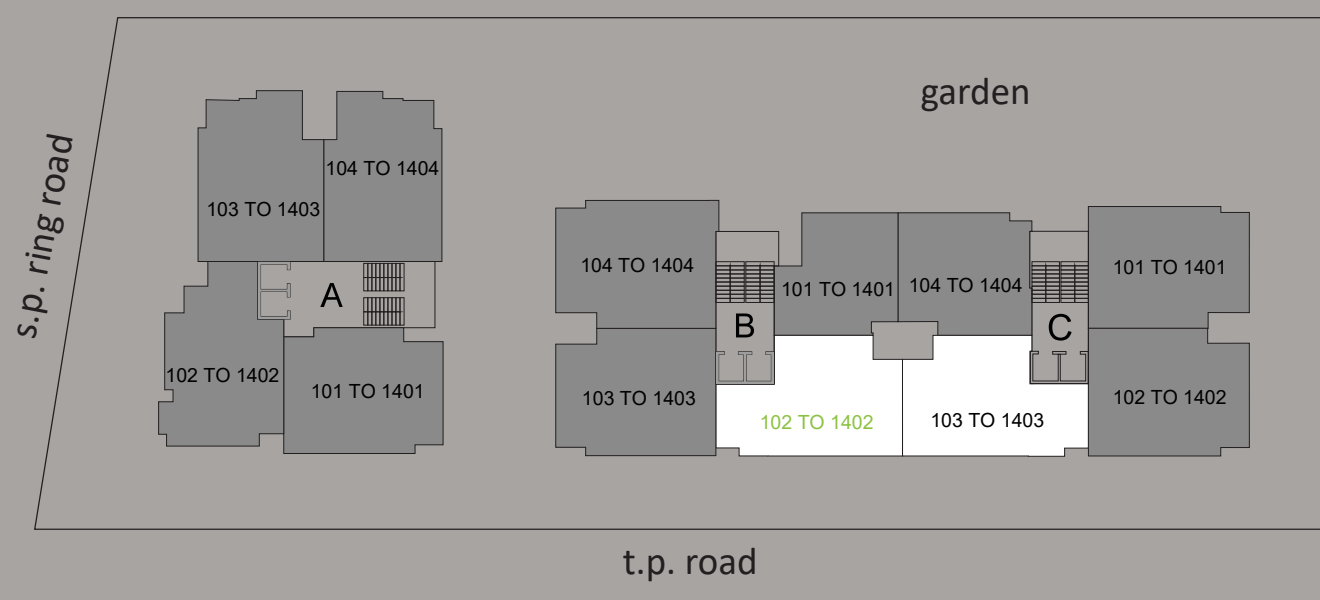 garden
s.p. ring road
104 TO 1404
103 TO 1403
A
102 TO 1402
101 TO 1401
104 TO 1404
101 TO 1401
B
103 TO 1403
102 TO 1402
104 TO 1404
101 TO 1401
C
103 TO 1403
102 TO 1402
t.p. road